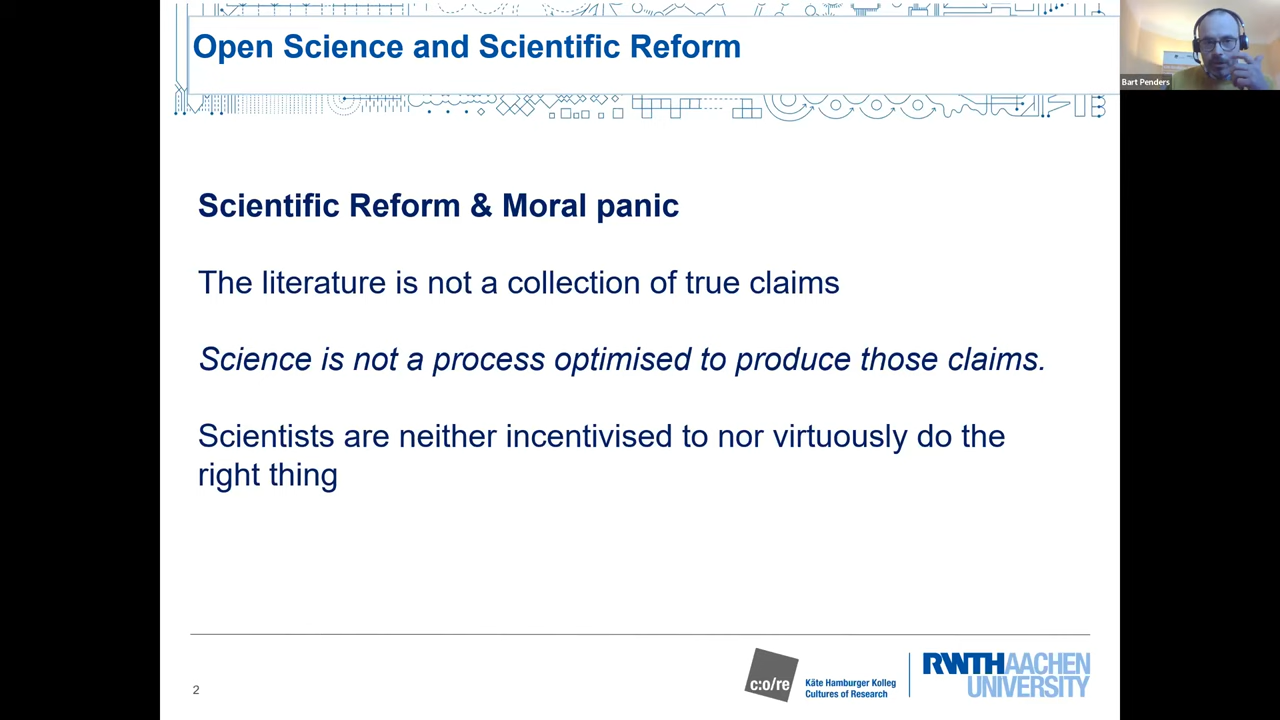 Open Science and Scientific Reform
Bart Penders
Scientific Reform & Moral panic
The literature is not a collection of true claims
Science is not a process optimised to produce those claims.
Scientists are neither incentivised to nor virtuously do the
right thing
2
c:o/re
Käte Hamburger Kolleg
Cultures of Research
RWTHAACHEN
UNIVERSITY